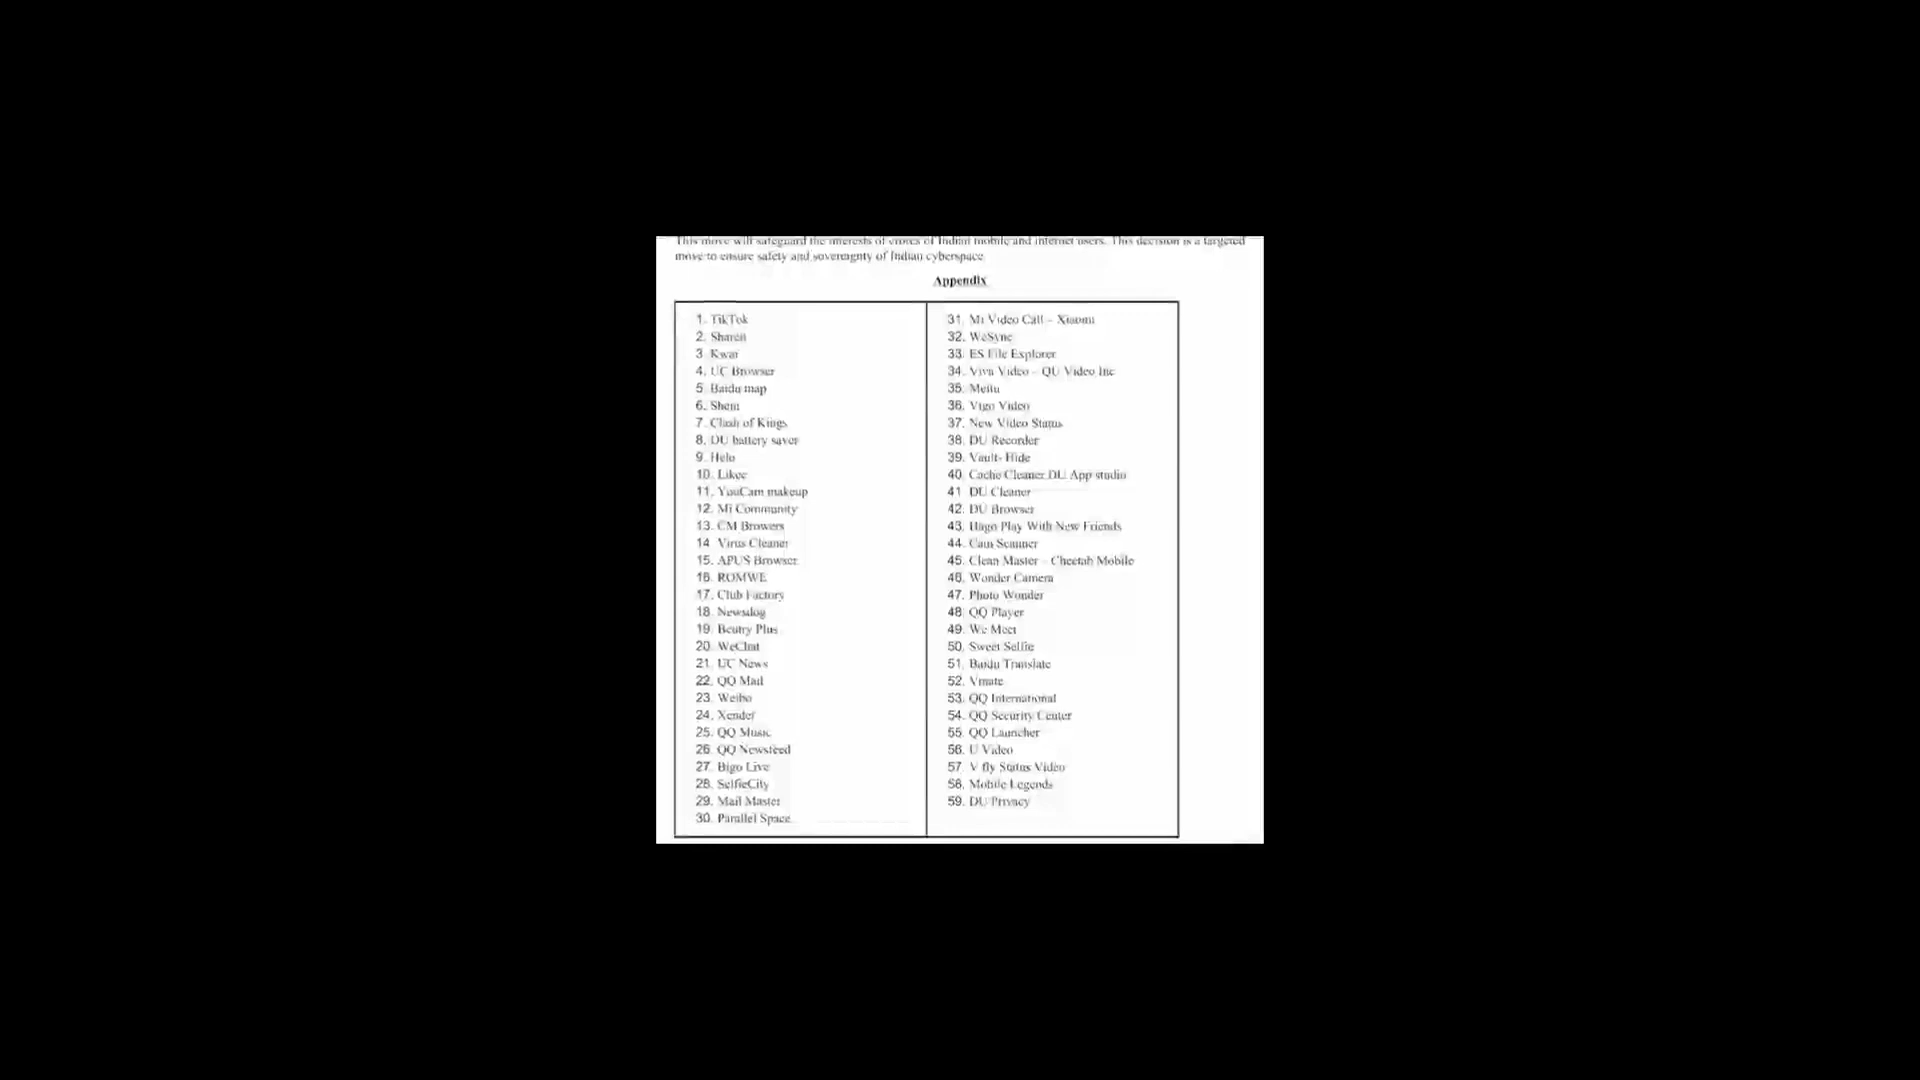 This move will safeguard the interests of crores of Indian mobile and internet users. This decision is a targeted
move to ensure safety and sovereignty of Indian cyberspace
Appendix
1. TikTok
2. Shareit
3. Kwai
4. UC Browser
5. Baidu map
6. Shein
7. Clash of Kings
8. DU battery saver
9. Helo
10. Likee
11. YouCam makeup
12. Mi Community
13. CM Browers
14. Virus Cleaner
15. APUS Browser
16. ROMWE
17. Club Factory
18. Newsdog
19. Beutry Plus
20. WeChat
21. UC News
22. QQ Mail
23. Weibo
24. Xender
25. QQ Music
26. QQ Newsfeed
27. Bigo Live
28. SelfieCity
29. Mail Master
30. Parallel Space
31. Mi Video Call – Xiaomi
32. WeSync
33. ES File Explorer
34. Viva Video – QU Video Inc
35. Meitu
36. Vigo Video
37. New Video Status
38. DU Recorder
39. Vault- Hide
40. Cache Cleaner DU App studio
41. DU Cleaner
42. DU Browser
43. Hago Play With New Friends
44. Cam Scanner
45. Clean Master – Cheetah Mobile
46. Wonder Camera
47. Photo Wonder
48. QQ Player
49. We Meet
50. Sweet Selfie
51. Baidu Translate
52. Vmate
53. QQ International
54. QQ Security Center
55. QQ Launcher
56. U Video
57. V fly Status Video
58. Mobile Legends
59. DU Privacy